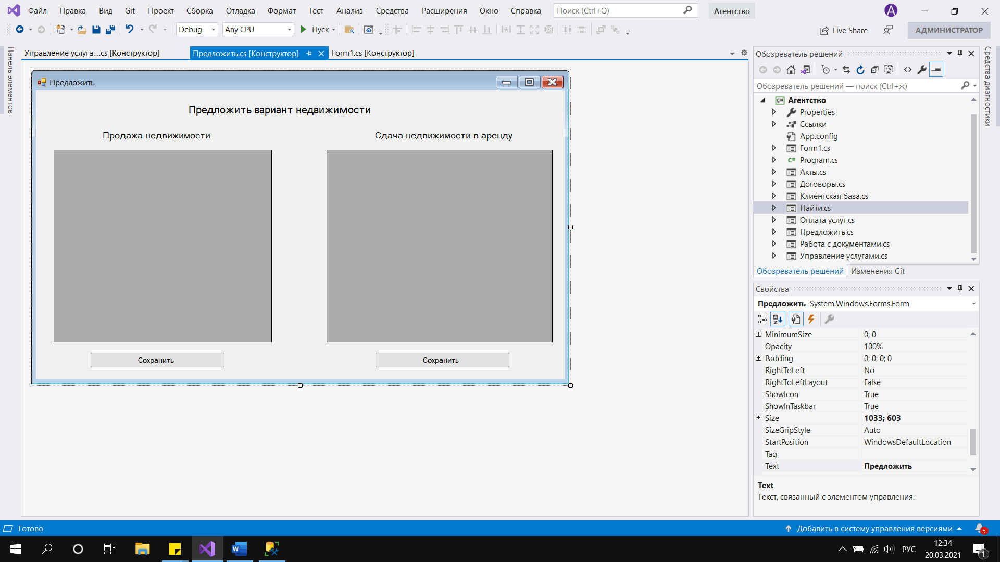 Файл Правка Вид Git Проект Сборка Отладка Формат Тест Анализ Средства Расширения Окно Справка Поиск (Ctrl+Q) Агентство A
Debug Any CPU Пуск Live Share АДМИНИСТРАТОР
Панель элементов
Управление услуга....cs [Конструктор] Предложить.cs [Конструктор] Form1.cs [Конструктор]
Предложить
Предложить вариант недвижимости
Продажа недвижимости Сдача недвижимости в аренду
Сохранить Сохранить
Обозреватель решений
Обозреватель решений — поиск (Ctrl+ж)
C# Агентство
Properties
Ссылки
App.config
Form1.cs
C# Program.cs
Акты.cs
Договоры.cs
Клиентская база.cs
Найти.cs
Оплата услуг.cs
Предложить.cs
Работа с документами.cs
Управление услугами.cs
Обозреватель решений Изменения Git
Свойства
Предложить System.Windows.Forms.Form
MinimumSize 0; 0
Opacity 100%
Padding 0; 0; 0; 0
RightToLeft No
RightToLeftLayout False
ShowIcon True
ShowInTaskbar True
Size 1033; 603
SizeGripStyle Auto
StartPosition WindowsDefaultLocation
Tag
Text Предложить
Text
Текст, связанный с элементом управления.
Средства диагностики
Готово Добавить в систему управления версиями 5
W РУС 12:34
20.03.2021 1